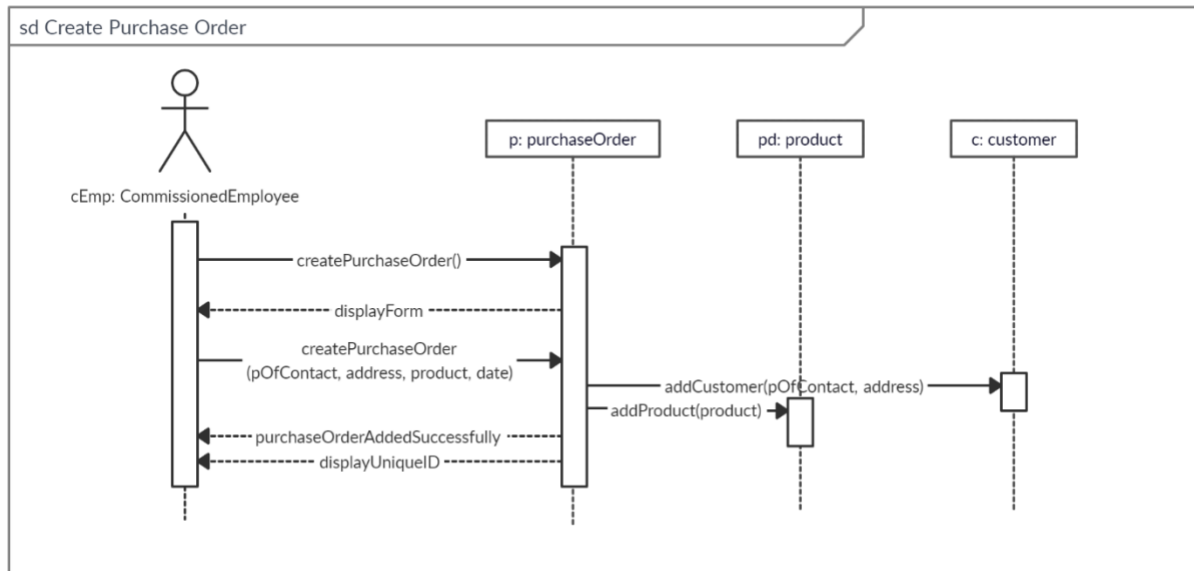 sd Create Purchase Order
p: purchaseOrder
pd: product
c: customer
cEmp: CommissionedEmployee
createPurchaseOrder()
displayForm
createPurchaseOrder
(pOfContact, address, product, date)
addCustomer(pOfContact, address)
addProduct(product)
purchaseOrderAddedSuccessfully
displayUniqueID